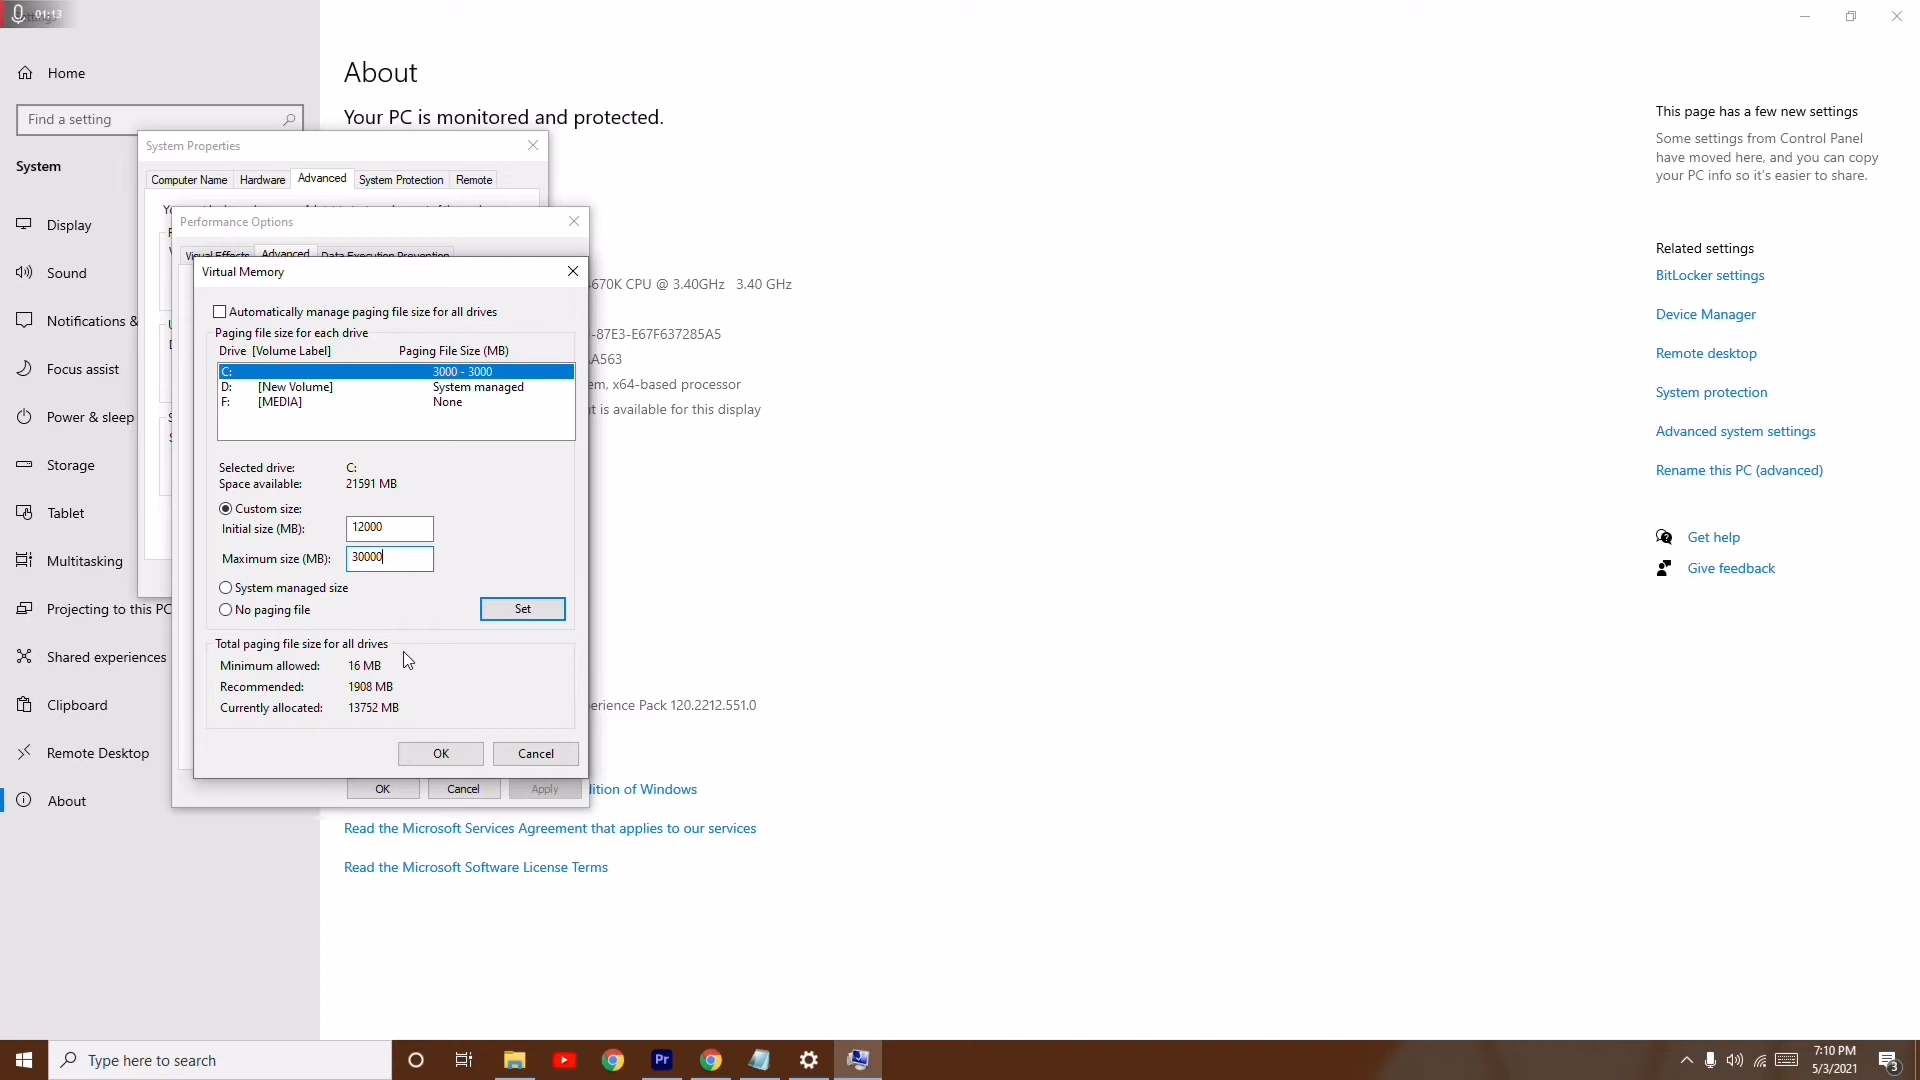 01:13
Home
Find a setting
System
Display
Sound
Notifications &
Focus assist
Power & sleep
Storage
Tablet
Multitasking
Projecting to this PC
Shared experiences
Clipboard
Remote Desktop
About
About
Your PC is monitored and protected.
System Properties
Computer Name Hardware Advanced System Protection Remote
Performance Options
Visual Effects Advanced Data Execution Prevention
Virtual Memory
Automatically manage paging file size for all drives
Paging file size for each drive
Drive [Volume Label] Paging File Size (MB)
C: 3000 - 3000
D: [New Volume] System managed
F: [MEDIA] None
Selected drive: C:
Space available: 21591 MB
Custom size:
Initial size (MB): 12000
Maximum size (MB): 30000
System managed size
No paging file
Set
Total paging file size for all drives
Minimum allowed: 16 MB
Recommended: 1908 MB
Currently allocated: 13752 MB
OK Cancel
OK Cancel Apply
670K CPU @ 3.40GHz 3.40 GHz
-87E3-E67F637285A5
A563
em, x64-based processor
t is available for this display
erience Pack 120.2212.551.0
dition of Windows
Read the Microsoft Services Agreement that applies to our services
Read the Microsoft Software License Terms
This page has a few new settings
Some settings from Control Panel
have moved here, and you can copy
your PC info so it's easier to share.
Related settings
BitLocker settings
Device Manager
Remote desktop
System protection
Advanced system settings
Rename this PC (advanced)
Get help
Give feedback
Type here to search
Pr
7:10 PM
5/3/2021
3